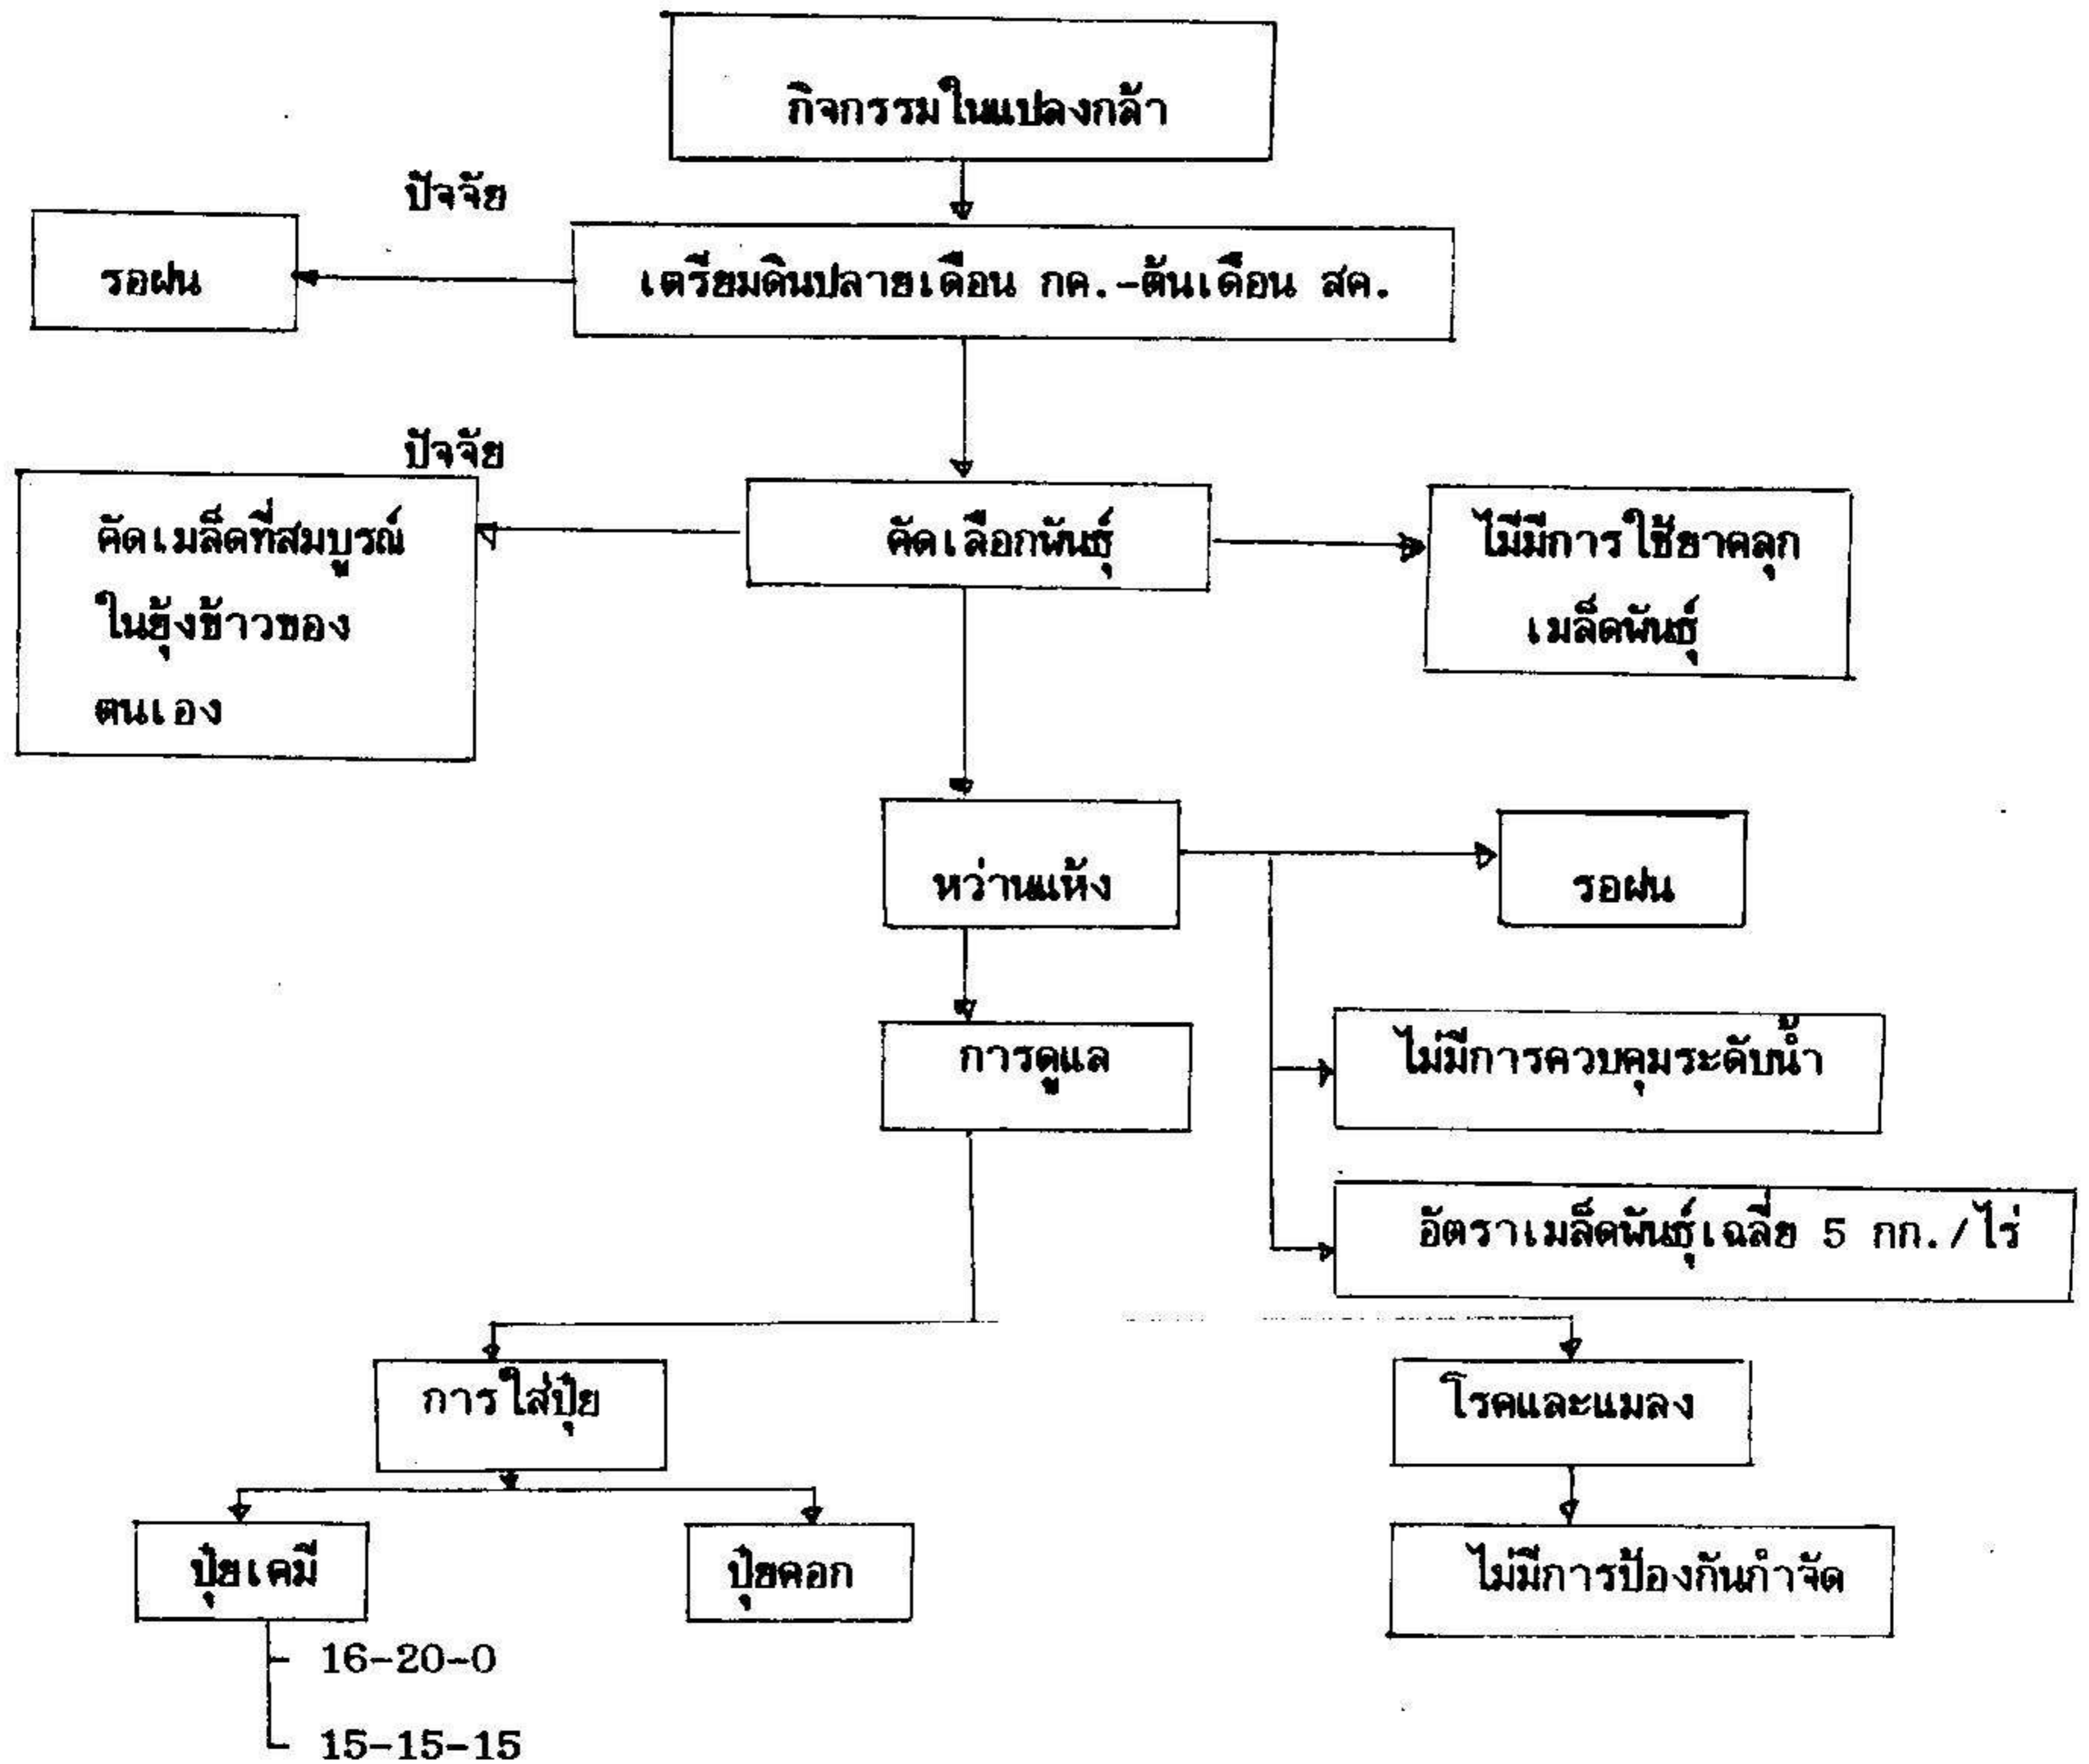 กิจกรรมในแปลงกล้า
ปัจจัย
รอฝน
เตรียมดินปลายเดือน กค.-ต้นเดือน สค.
ปัจจัย
คัดเมล็ดที่สมบูรณ์
ในยุ้งข้าวของ
ตนเอง
คัดเลือกพันธุ์
ไม่มีการใช้ยาคลุก
เมล็ดพันธุ์
หว่านแห้ง
รอฝน
การดูแล
ไม่มีการควบคุมระดับน้ำ
อัตราเมล็ดพันธุ์เฉลี่ย 5 กก./ไร่
การใส่ปุ๋ย
โรคและแมลง
ปุ๋ยเคมี
ปุ๋ยคอก
ไม่มีการป้องกันกำจัด
16-20-0
15-15-15